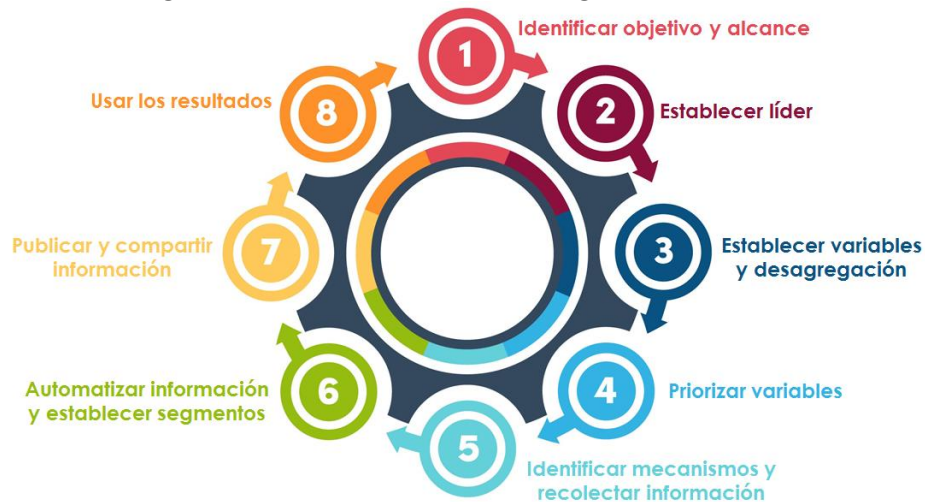 1
Identificar objetivo y alcance
2
Establecer líder
3
Establecer variables
y desagregación
4
Priorizar variables
5
Identificar mecanismos y
recolectar información
6
Automatizar información
y establecer segmentos
7
Publicar y compartir
información
8
Usar los resultados